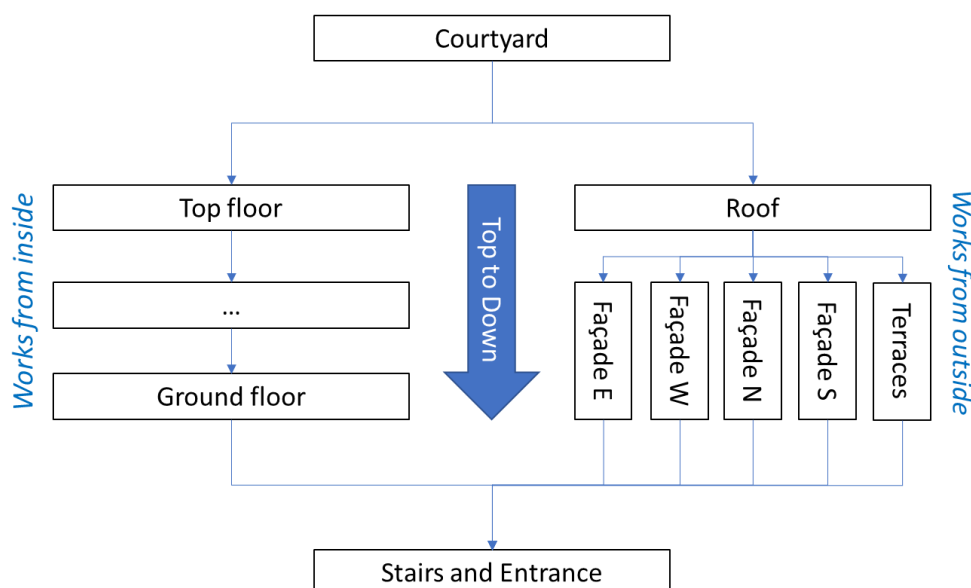 Courtyard
Works from inside
Top floor
...
Ground floor
Top to Down
Roof
Façade E
Façade W
Façade N
Façade S
Terraces
Works from outside
Stairs and Entrance